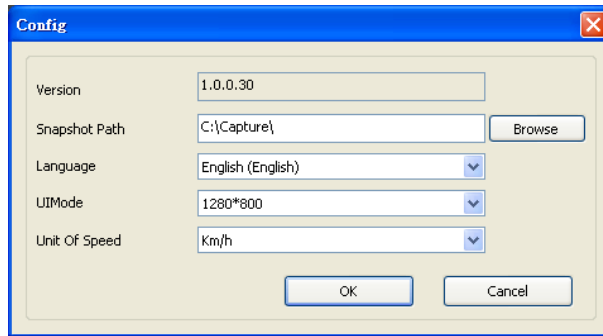 Config
Version 1.0.0.30
Snapshot Path C:\Capture\ Browse
Language English (English)
UIMode 1280*800
Unit Of Speed Km/h
OK Cancel